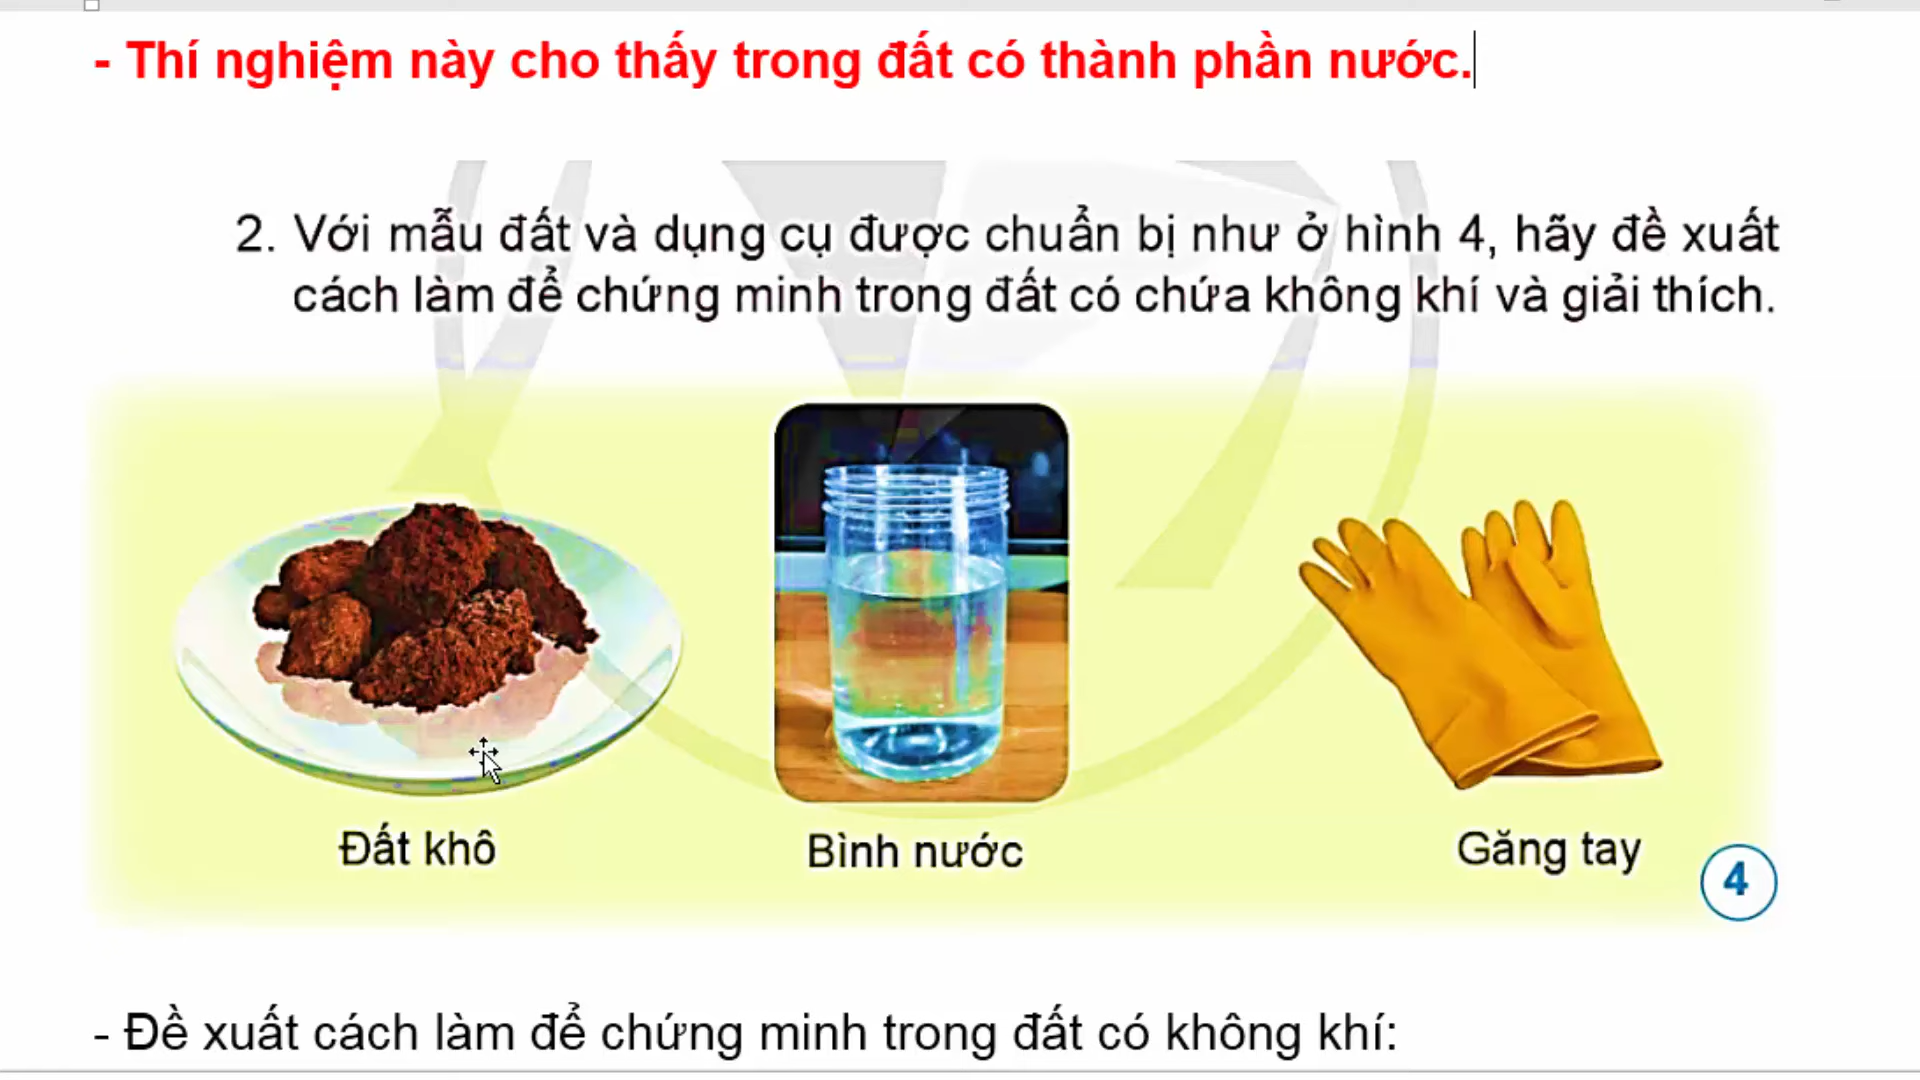 - Thí nghiệm này cho thấy trong đất có thành phần nước.
2. Với mẫu đất và dụng cụ được chuẩn bị như ở hình 4, hãy đề xuất
cách làm để chứng minh trong đất có chứa không khí và giải thích.
Đất khô
Bình nước
Găng tay
4
- Đề xuất cách làm để chứng minh trong đất có không khí: